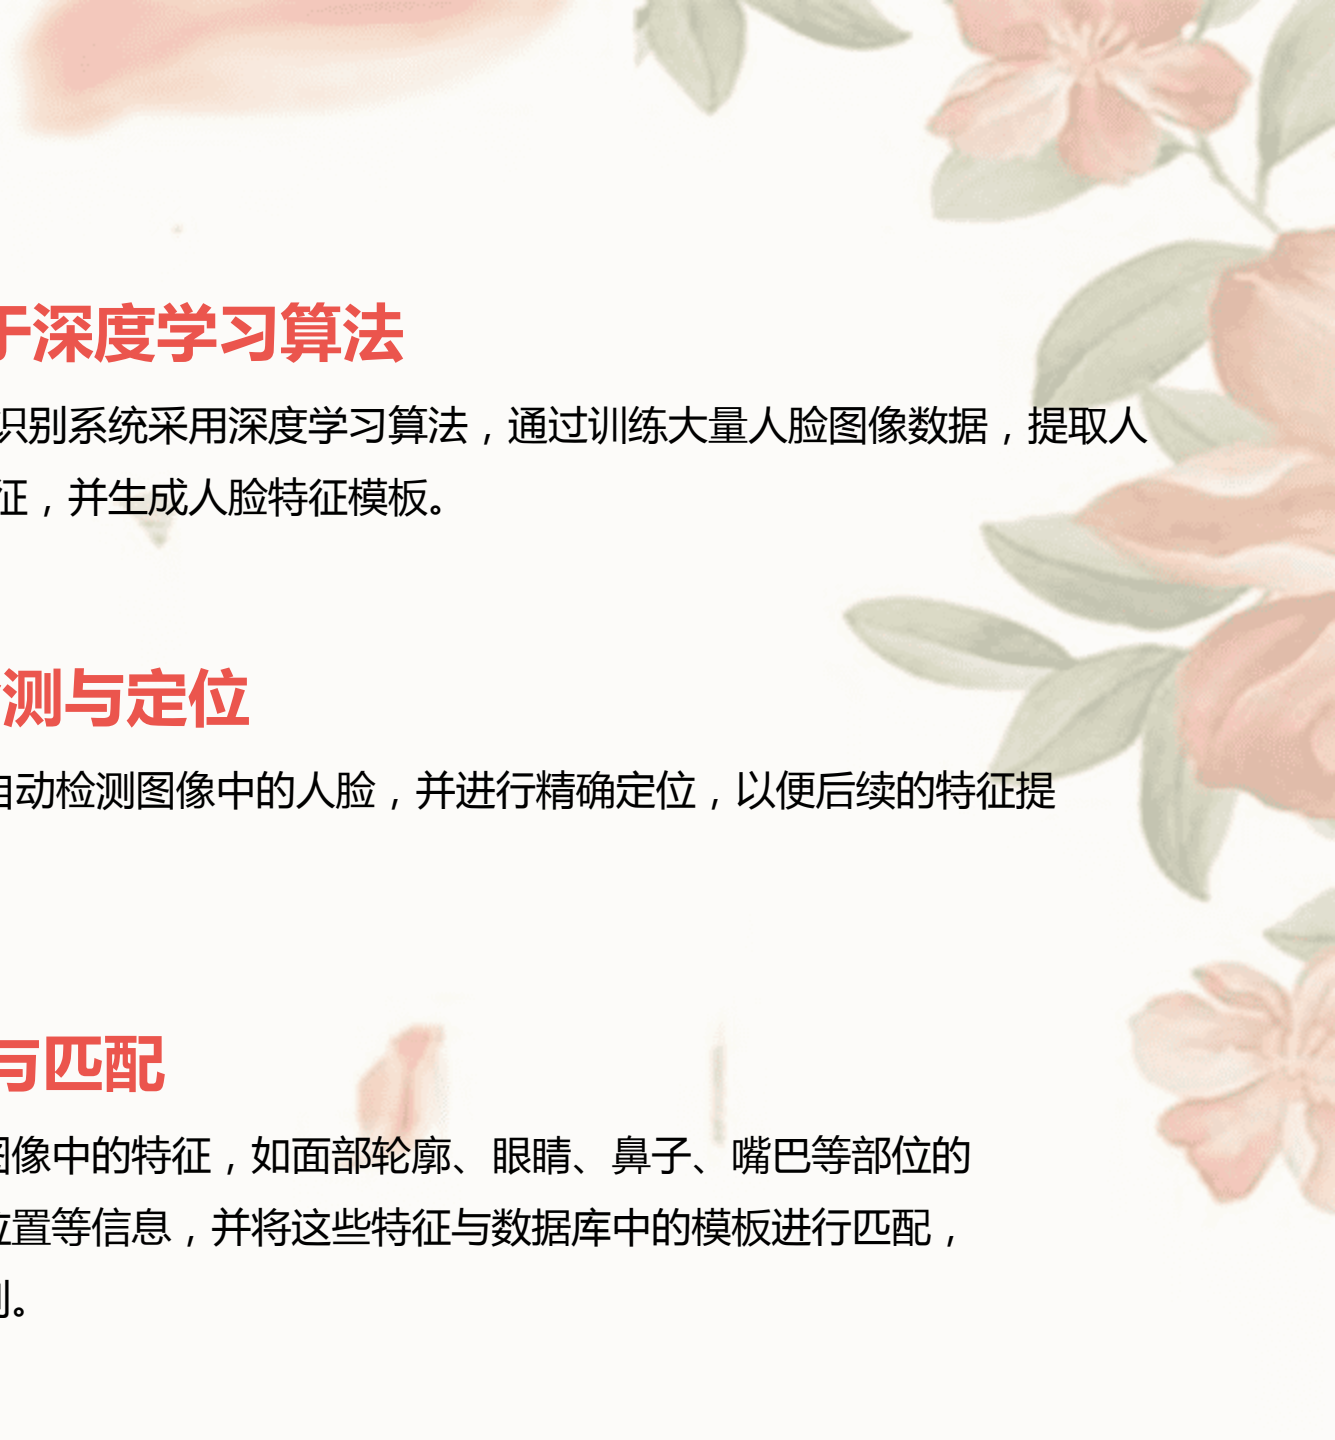 于深度学习算法
识别系统采用深度学习算法，通过训练大量人脸图像数据，提取人
征，并生成人脸特征模板。
测与定位
自动检测图像中的人脸，并进行精确定位，以便后续的特征提
与匹配
图像中的特征，如面部轮廓、眼睛、鼻子、嘴巴等部位的
位置等信息，并将这些特征与数据库中的模板进行匹配，
别。